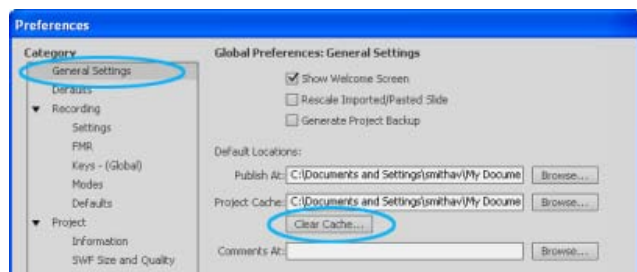 Preferences
Category
General Settings
Defaults
Recording
Settings
FMR
Keys - (Global)
Modes
Defaults
Project
Information
SWF Size and Quality
Global Preferences: General Settings
Show Welcome Screen
Rescale Imported/Pasted Slide
Generate Project Backup
Default Locations:
Publish At: C:\Documents and Settings\smithav\My Docume Browse...
Project Cache: C:\Documents and Settings\smithav\My Docume Browse...
Clear Cache...
Comments At: Browse...